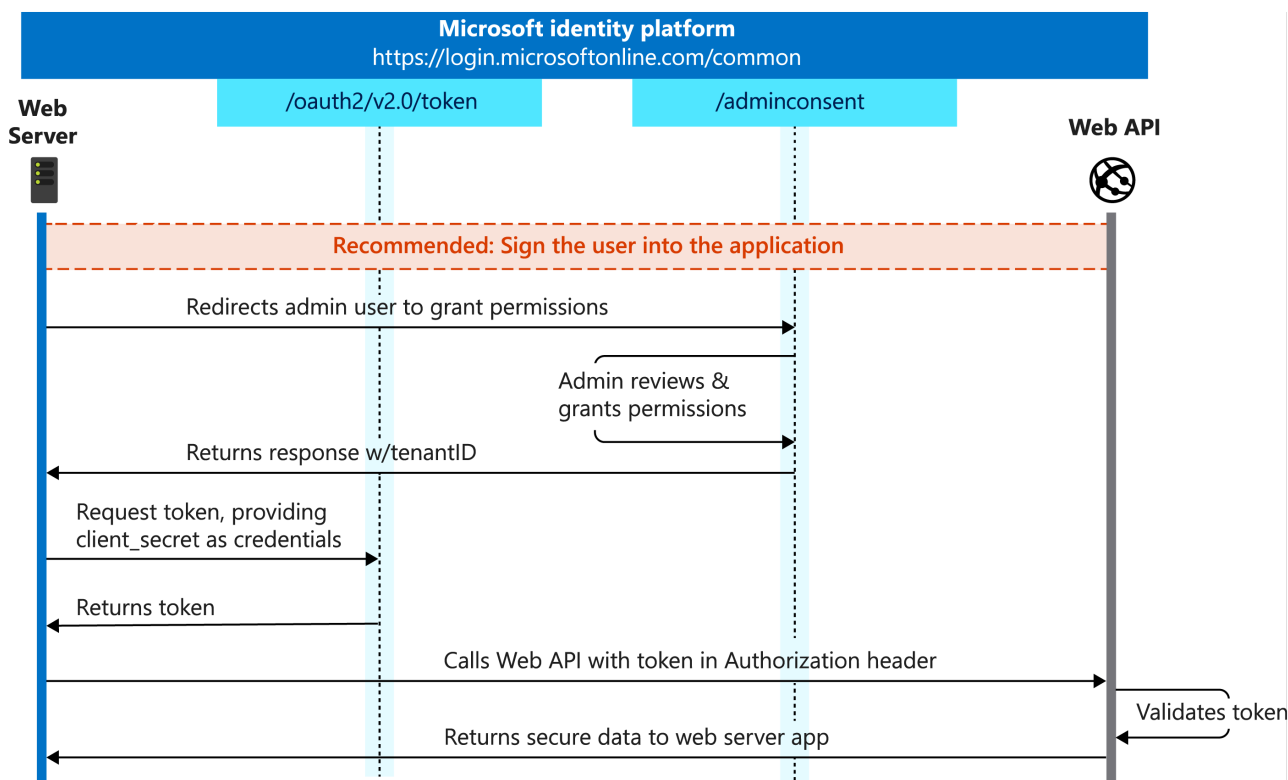 Microsoft identity platform
https://login.microsoftonline.com/common
/oauth2/v2.0/token
/adminconsent
Web
Server
Web API
Recommended: Sign the user into the application
Redirects admin user to grant permissions
Admin reviews &
grants permissions
Returns response w/tenantID
Request token, providing
client_secret as credentials
Returns token
Calls Web API with token in Authorization header
Validates token
Returns secure data to web server app